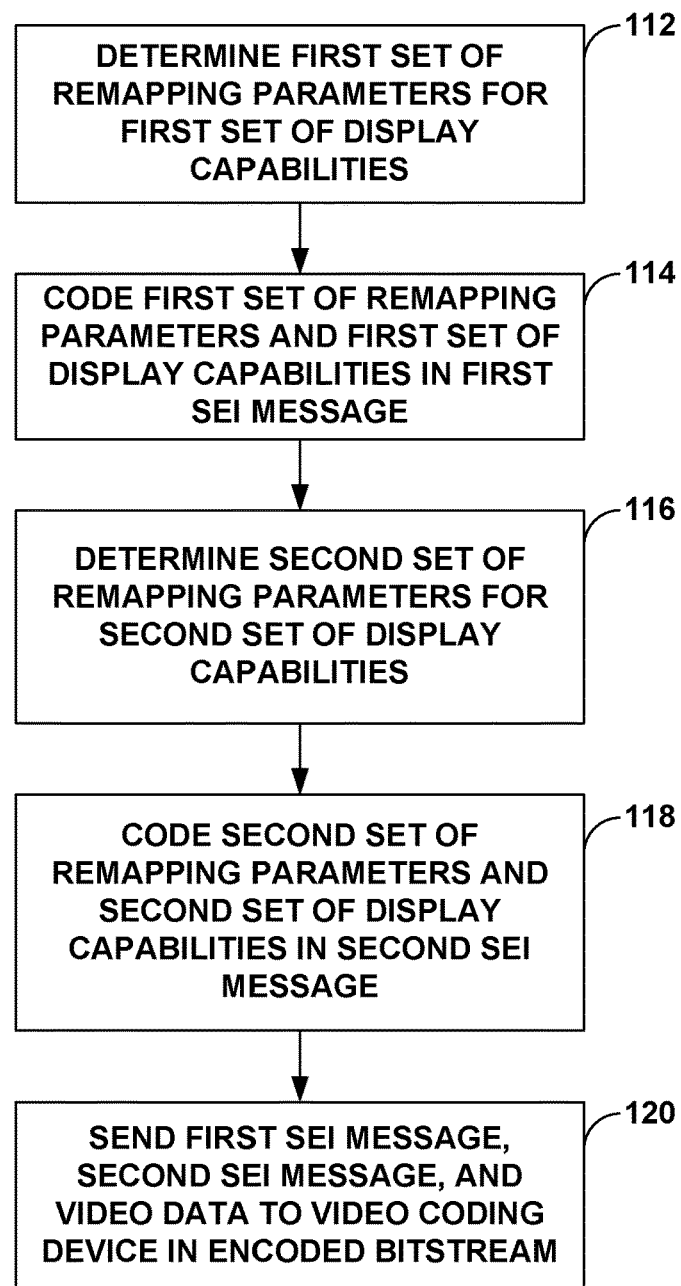 112
DETERMINE FIRST SET OF
REMAPPING PARAMETERS FOR
FIRST SET OF DISPLAY
CAPABILITIES
114
CODE FIRST SET OF REMAPPING
PARAMETERS AND FIRST SET OF
DISPLAY CAPABILITIES IN FIRST
SEI MESSAGE
116
DETERMINE SECOND SET OF
REMAPPING PARAMETERS FOR
SECOND SET OF DISPLAY
CAPABILITIES
118
CODE SECOND SET OF
REMAPPING PARAMETERS AND
SECOND SET OF DISPLAY
CAPABILITIES IN SECOND SEI
MESSAGE
120
SEND FIRST SEI MESSAGE,
SECOND SEI MESSAGE, AND
VIDEO DATA TO VIDEO CODING
DEVICE IN ENCODED BITSTREAM